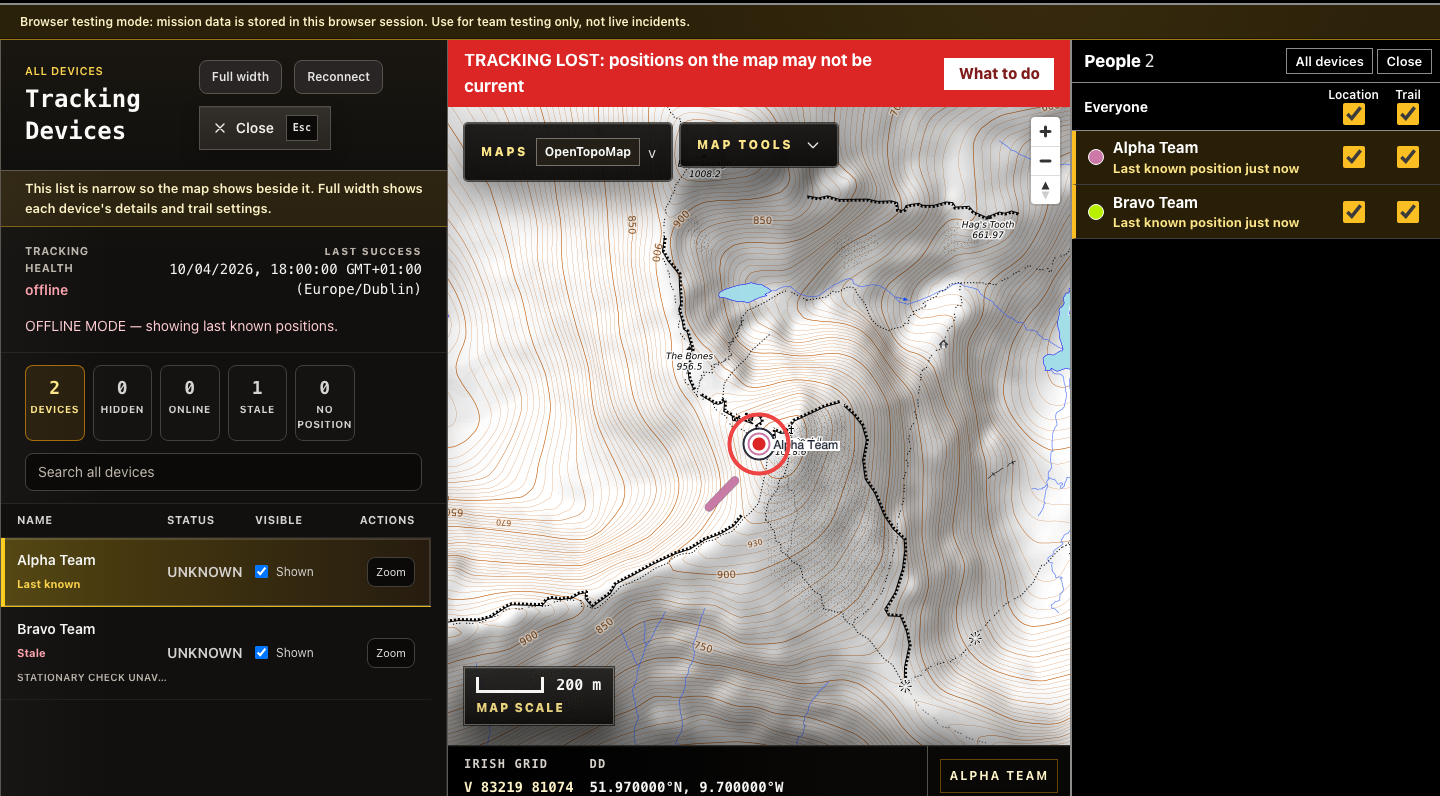 Browser testing mode: mission data is stored in this browser session. Use for team testing only, not live incidents.
ALL DEVICES
Tracking
Devices
Full width
Reconnect
Close
Esc
This list is narrow so the map shows beside it. Full width shows
each device's details and trail settings.
TRACKING
HEALTH
offline
LAST SUCCESS
10/04/2026, 18:00:00 GMT+01:00
(Europe/Dublin)
OFFLINE MODE — showing last known positions.
2
DEVICES
0
HIDDEN
0
ONLINE
1
STALE
0
NO
POSITION
Search all devices
NAME
STATUS
VISIBLE
ACTIONS
Alpha Team
Last known
UNKNOWN
Shown
Zoom
Bravo Team
Stale
STATIONARY CHECK UNAV...
UNKNOWN
Shown
Zoom
TRACKING LOST: positions on the map may not be
current
What to do
MAPS
OpenTopoMap
v
MAP TOOLS
1008.2
850
900
850
900
Hag's Tooth
661.97
The Bones
956.5
Alpha Team
650
670
930
900
900
850
750
200 m
MAP SCALE
IRISH GRID
V 83219 81074
DD
51.970000°N, 9.700000°W
ALPHA TEAM
People 2
All devices
Close
Everyone
Location
Trail
Alpha Team
Last known position just now
Bravo Team
Last known position just now